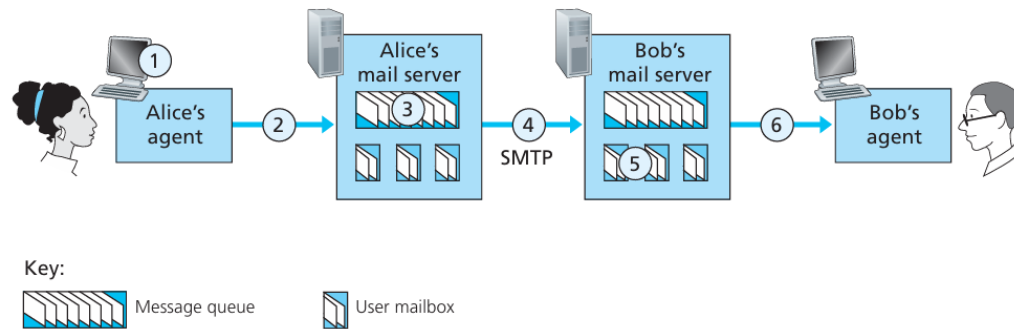 1
Alice's
agent
2
Alice's
mail server
3
4
SMTP
Bob's
mail server
5
6
Bob's
agent
Key:
Message queue
User mailbox